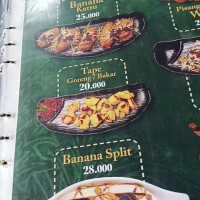 Banana
Katsu
25.000
Pisang
W
Tape
Goreng / Bakar
20.000
Banana Split
28.000